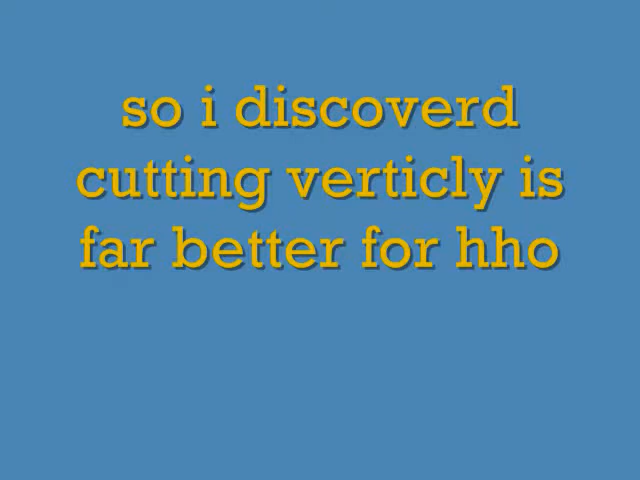 so i discoverd
cutting verticly is
far better for hho